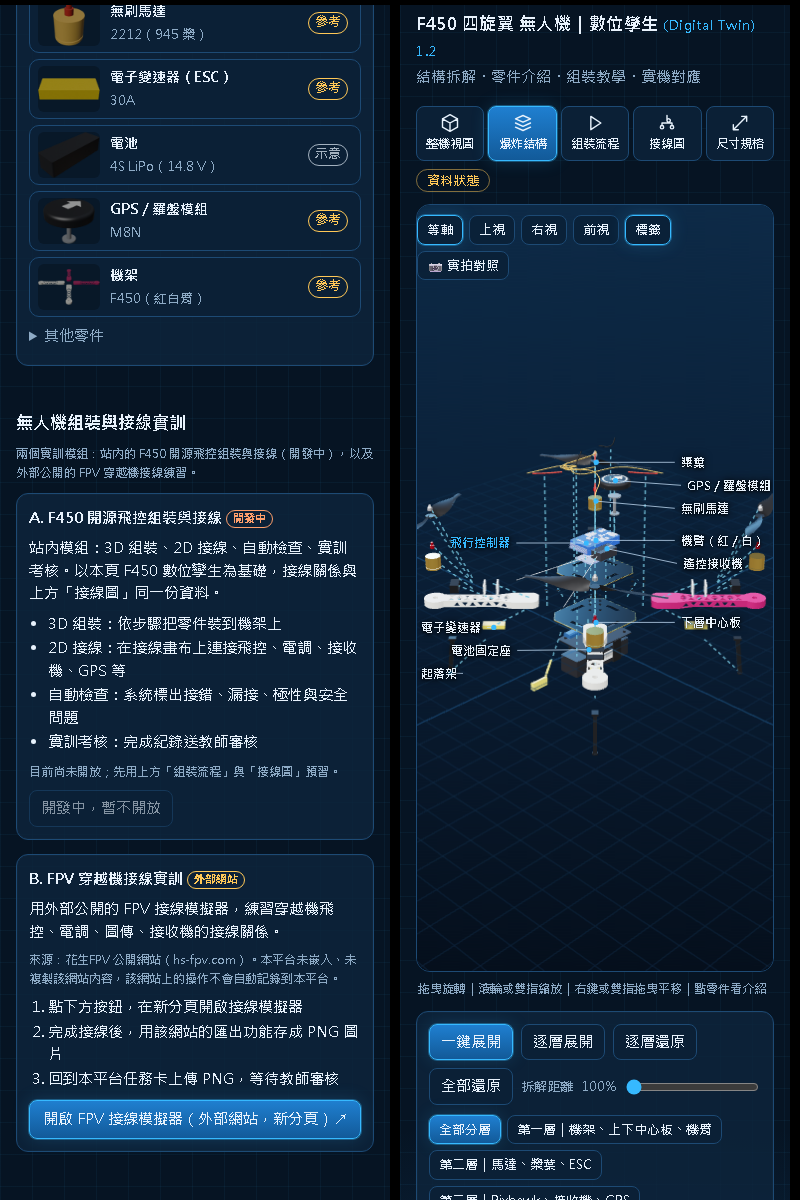 無刷馬達
2212（945 槳）
參考
電子變速器（ESC）
30A
參考
電池
4S LiPo（14.8 V）
示意
GPS / 羅盤模組
M8N
參考
機架
F450（紅白臂）
參考
▶ 其他零件
無人機組裝與接線實訓
兩個實訓模組：站內的 F450 開源飛控組裝與接線（開發中），以及
外部公開的 FPV 穿越機接線練習。
A. F450 開源飛控組裝與接線 開發中
站內模組：3D 組裝、2D 接線、自動檢查、實訓
考核。以本頁 F450 數位孿生為基礎，接線關係與
上方「接線圖」同一份資料。
• 3D 組裝：依步驟把零件裝到機架上
• 2D 接線：在接線畫布上連接飛控、電調、接收
機、GPS 等
• 自動檢查：系統標出接錯、漏接、極性與安全
問題
• 實訓考核：完成紀錄送教師審核
目前尚未開放；先用上方「組裝流程」與「接線圖」預習。
開發中，暫不開放
B. FPV 穿越機接線實訓 外部網站
用外部公開的 FPV 接線模擬器，練習穿越機飛
控、電調、圖傳、接收機的接線關係。
來源：花生FPV 公開網站（hs-fpv.com）。本平台未嵌入、未
複製該網站內容，該網站上的操作不會自動記錄到本平台。
1. 點下方按鈕，在新分頁開啟接線模擬器
2. 完成接線後，用該網站的匯出功能存成 PNG 圖
片
3. 回到本平台任務卡上傳 PNG，等待教師審核
開啟 FPV 接線模擬器（外部網站，新分頁）↗
F450 四旋翼 無人機｜數位孿生 (Digital Twin)
1.2
結構拆解・零件介紹・組裝教學・實機對應
整機視圖
爆炸結構
組裝流程
接線圖
尺寸規格
資料狀態
等軸
上視
右視
前視
標籤
📷 實拍對照
槳葉
GPS / 羅盤模組
無刷馬達
飛行控制器
機臂（紅 / 白）
遙控接收機
電子變速器
下層中心板
電池固定座
起落架
拖曳旋轉｜滾輪或雙指縮放｜右鍵或雙指拖曳平移｜點零件看介紹
一鍵展開
逐層展開
逐層還原
全部還原
拆解距離 100%
全部分層
第一層｜機架、上下中心板、機臂
第二層｜馬達、槳葉、ESC
第三層｜Pixhawk、接收機、GPS